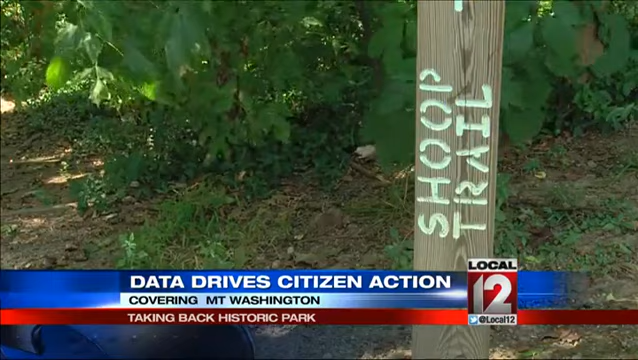 SHOOP
TRAIL
DATA DRIVES CITIZEN ACTION
COVERING MT WASHINGTON
TAKING BACK HISTORIC PARK
LOCAL
12
@Local12